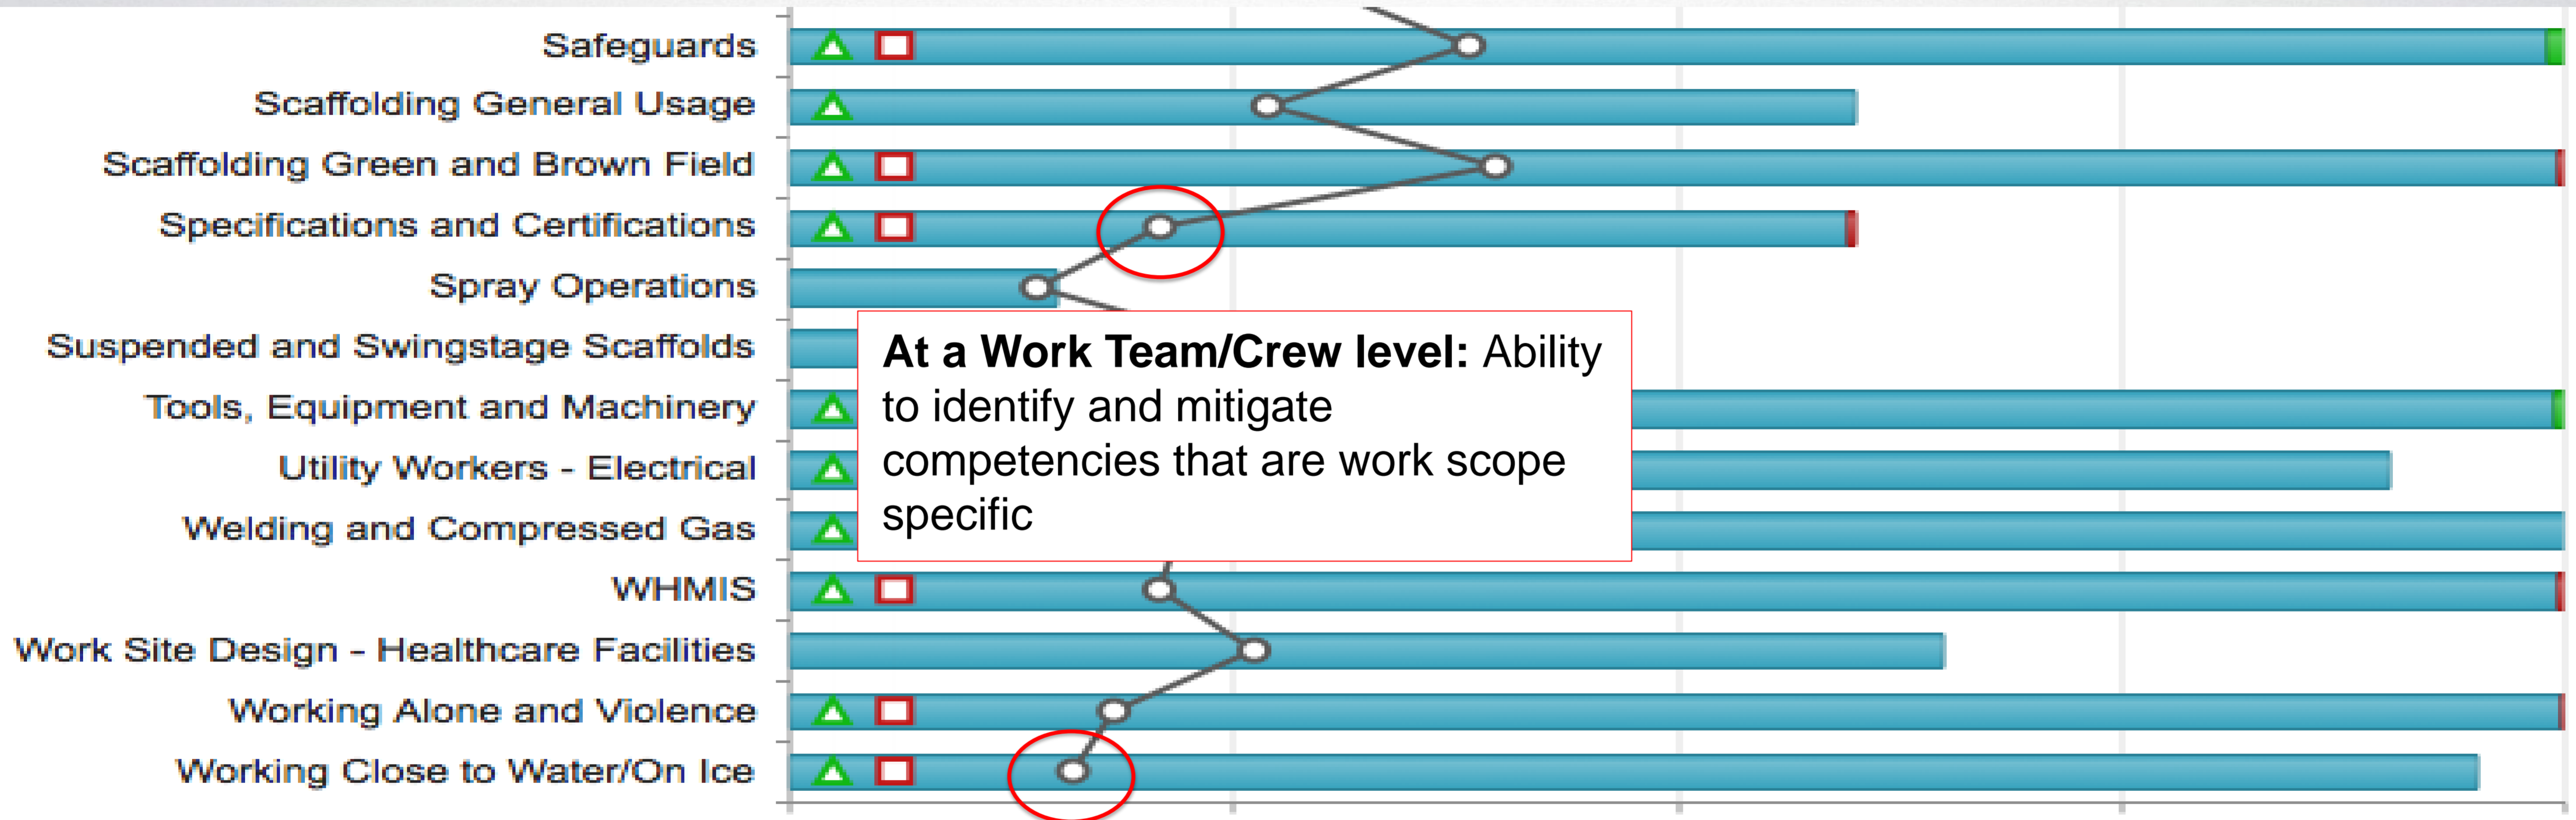 Safeguards
Scaffolding General Usage
Scaffolding Green and Brown Field
Specifications and Certifications
Spray Operations
Suspended and Swingstage Scaffolds
Tools, Equipment and Machinery
Utility Workers - Electrical
Welding and Compressed Gas
WHMIS
Work Site Design - Healthcare Facilities
Working Alone and Violence
Working Close to Water/On Ice
At a Work Team/Crew level: Ability
to identify and mitigate
competencies that are work scope
specific